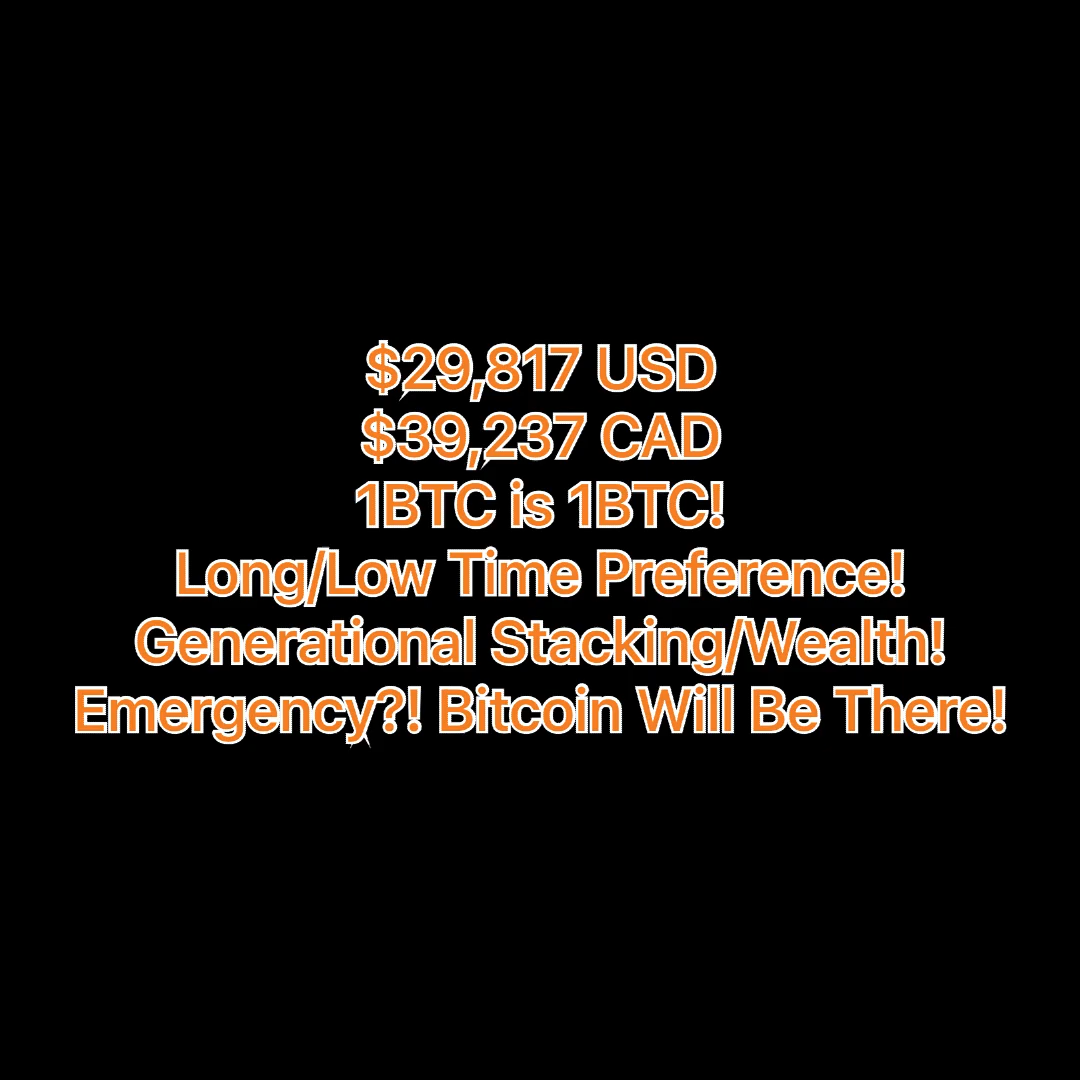 $29,817 USD
$39,237 CAD
1BTC is 1BTC!
Long/Low Time Preference!
Generational Stacking/Wealth!
Emergency?! Bitcoin Will Be There!